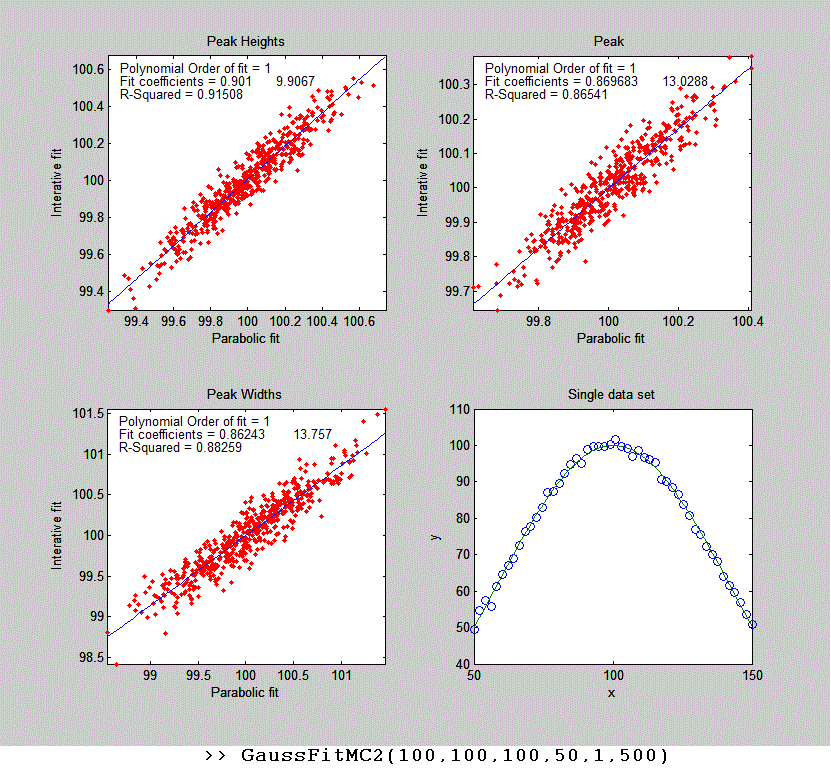 Peak Heights
Polynomial Order of fit = 1
Fit coefficients = 0.901 9.9067
R-Squared = 0.91508
100.6
100.4
100.2
100
99.8
99.6
99.4
Interative fit
99.4 99.6 99.8 100 100.2 100.4 100.6
Parabolic fit
Peak
Polynomial Order of fit = 1
Fit coefficients = 0.869683 13.0288
R-Squared = 0.86541
100.3
100.2
100.1
100
99.9
99.8
99.7
Interative fit
99.8 100 100.2 100.4
Parabolic fit
Peak Widths
Polynomial Order of fit = 1
Fit coefficients = 0.86243 13.757
R-Squared = 0.88259
101.5
101
100.5
100
99.5
99
98.5
Interative fit
99 99.5 100 100.5 101
Parabolic fit
Single data set
110
100
90
80
70
60
50
40
y
50 100 150
x
>> GaussFitMC2(100,100,100,50,1,500)